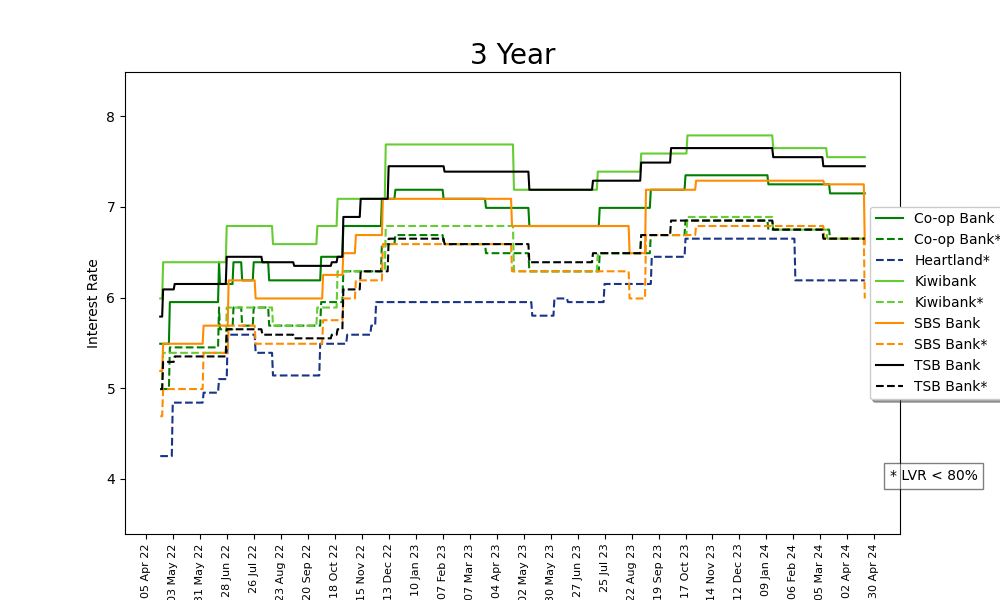 3 Year
8
7
6
5
4
Interest Rate
05 Apr 22
03 May 22
31 May 22
28 Jun 22
26 Jul 22
23 Aug 22
20 Sep 22
18 Oct 22
15 Nov 22
13 Dec 22
10 Jan 23
07 Feb 23
07 Mar 23
04 Apr 23
02 May 23
30 May 23
27 Jun 23
25 Jul 23
22 Aug 23
19 Sep 23
17 Oct 23
14 Nov 23
12 Dec 23
09 Jan 24
06 Feb 24
05 Mar 24
02 Apr 24
30 Apr 24
Co-op Bank
Co-op Bank*
Heartland*
Kiwibank
Kiwibank*
SBS Bank
SBS Bank*
TSB Bank
TSB Bank*
* LVR < 80%